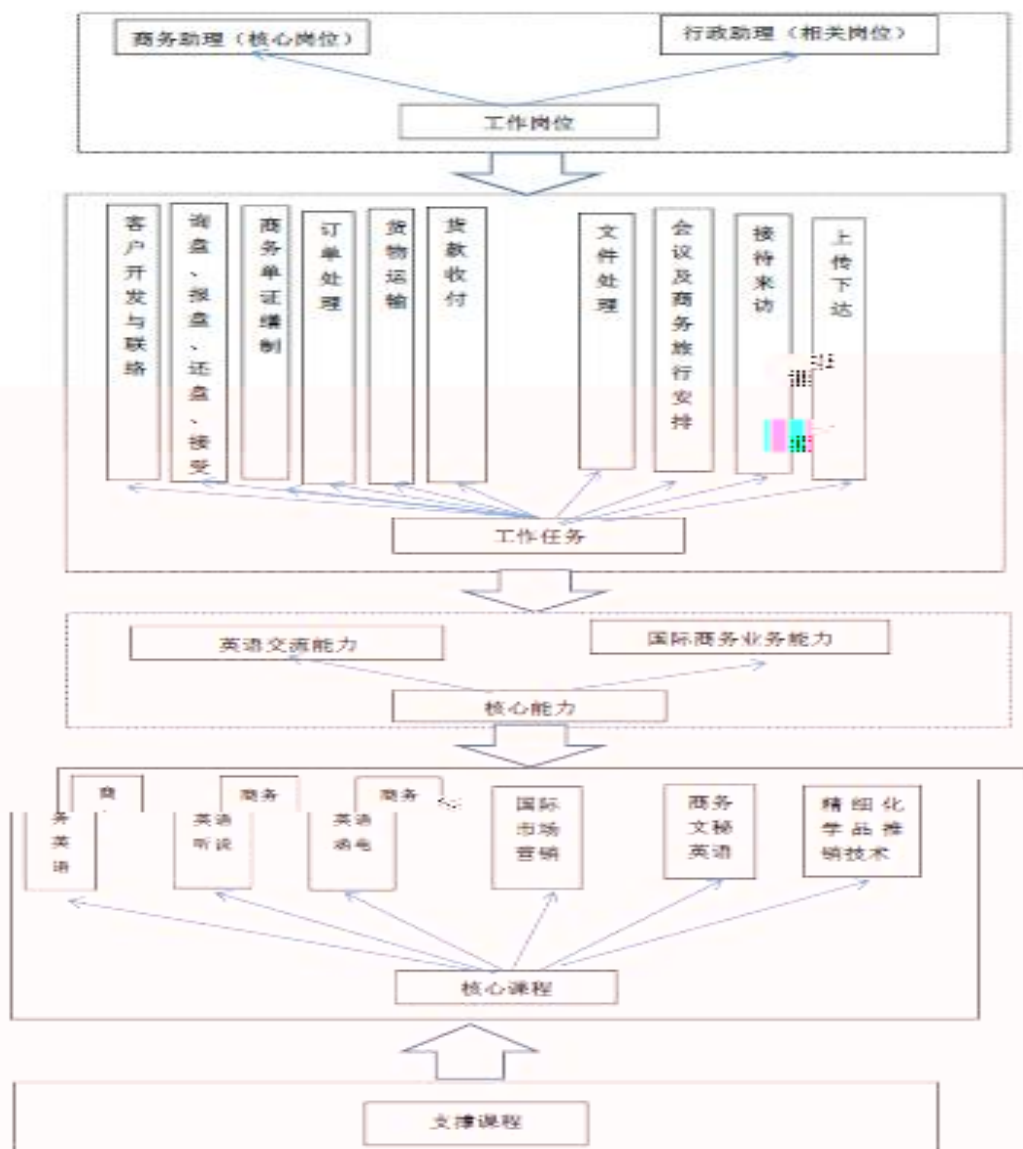 商务助理（核心岗位）
行政助理（相关岗位）
工作岗位
客户开发与联络
询盘、报盘、还盘、接受
商务单证缮制
订单处理
货物运输
货款收付
文件处理
会议及商务旅行安排
接待来访
上传下达
工作任务
英语交流能力
国际商务业务能力
核心能力
商
务英语
商务
英语
听说
商务
英语
函电
国际
市场
营销
商务
文秘
英语
精细化
学品推
销技术
核心课程
支撑课程